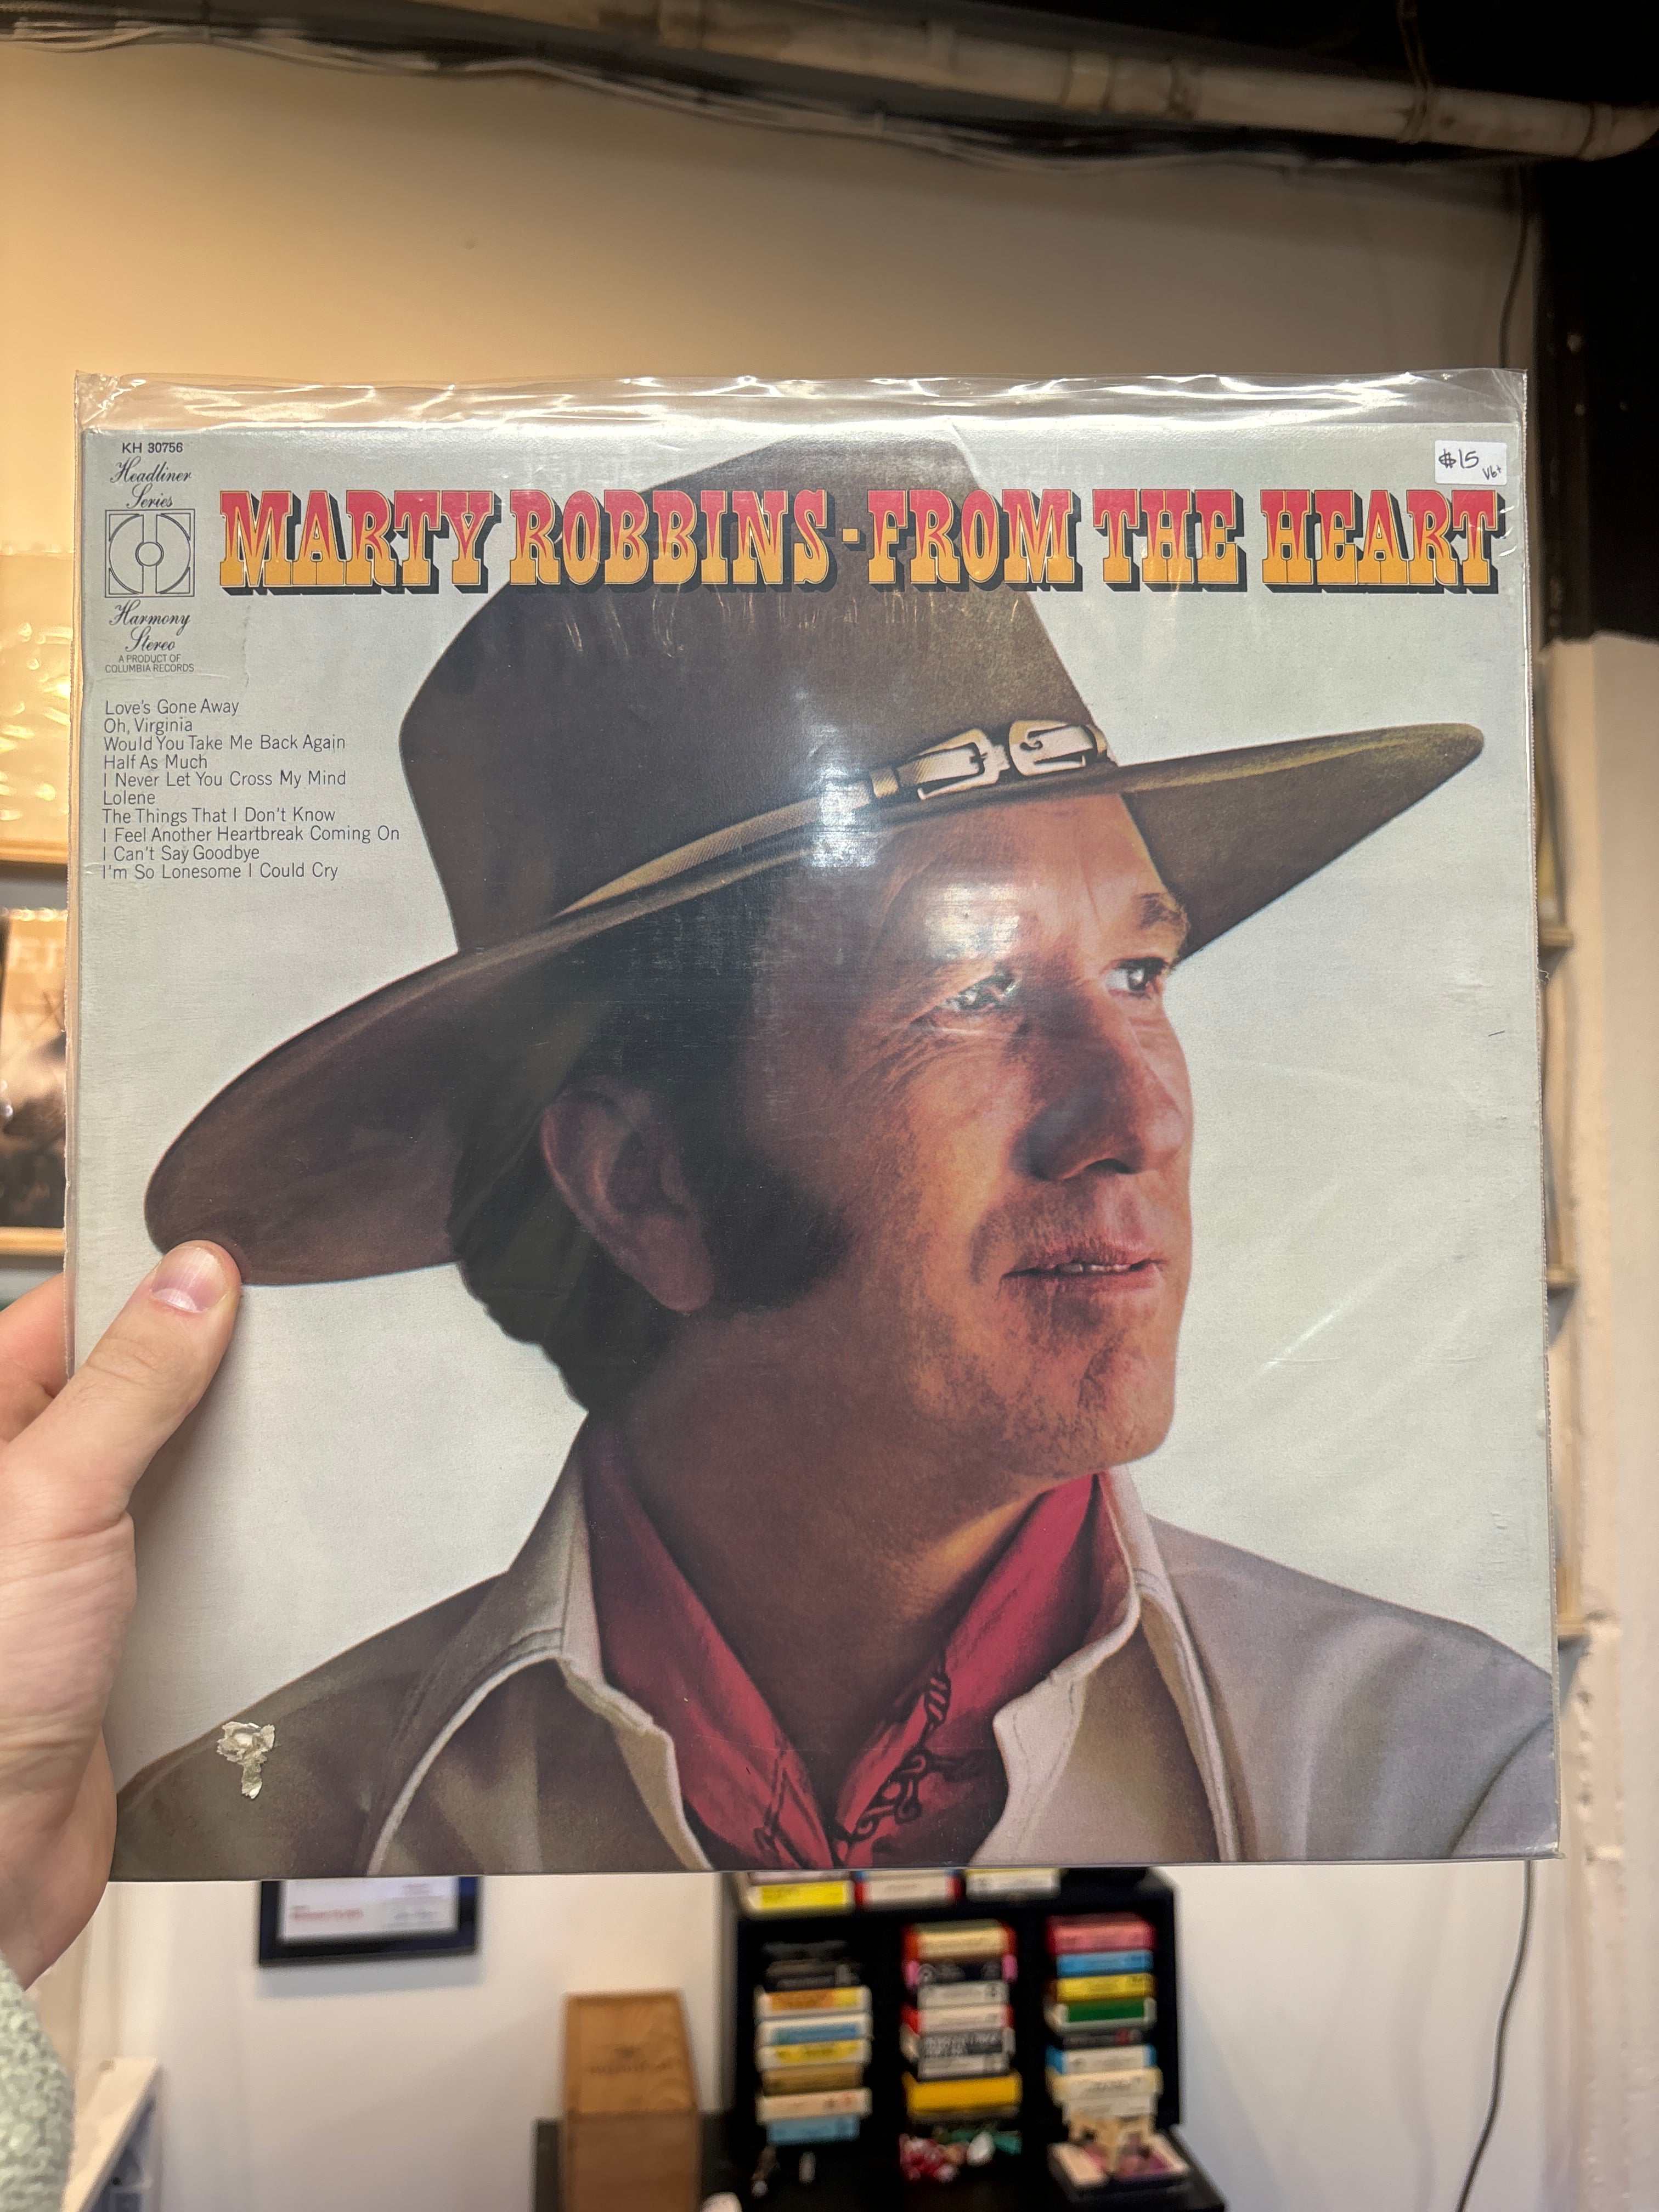 KH 30756
Headliner
Series
Harmony
Stereo
A PRODUCT OF
COLUMBIA RECORDS
MARTY ROBBINS - FROM THE HEART
$15
VG+
Love's Gone Away
Oh, Virginia
Would You Take Me Back Again
Half As Much
I Never Let You Cross My Mind
Lolene
The Things That I Don't Know
I Feel Another Heartbreak Coming On
I Can't Say Goodbye
I'm So Lonesome I Could Cry